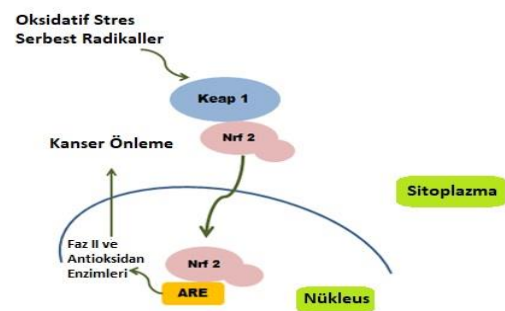 Oksidatif Stres
Serbest Radikaller
Keap 1
Nrf 2
Kanser Önleme
Sitoplazma
Faz II ve
Antioksidan
Enzimleri
Nrf 2
ARE
Nükleus